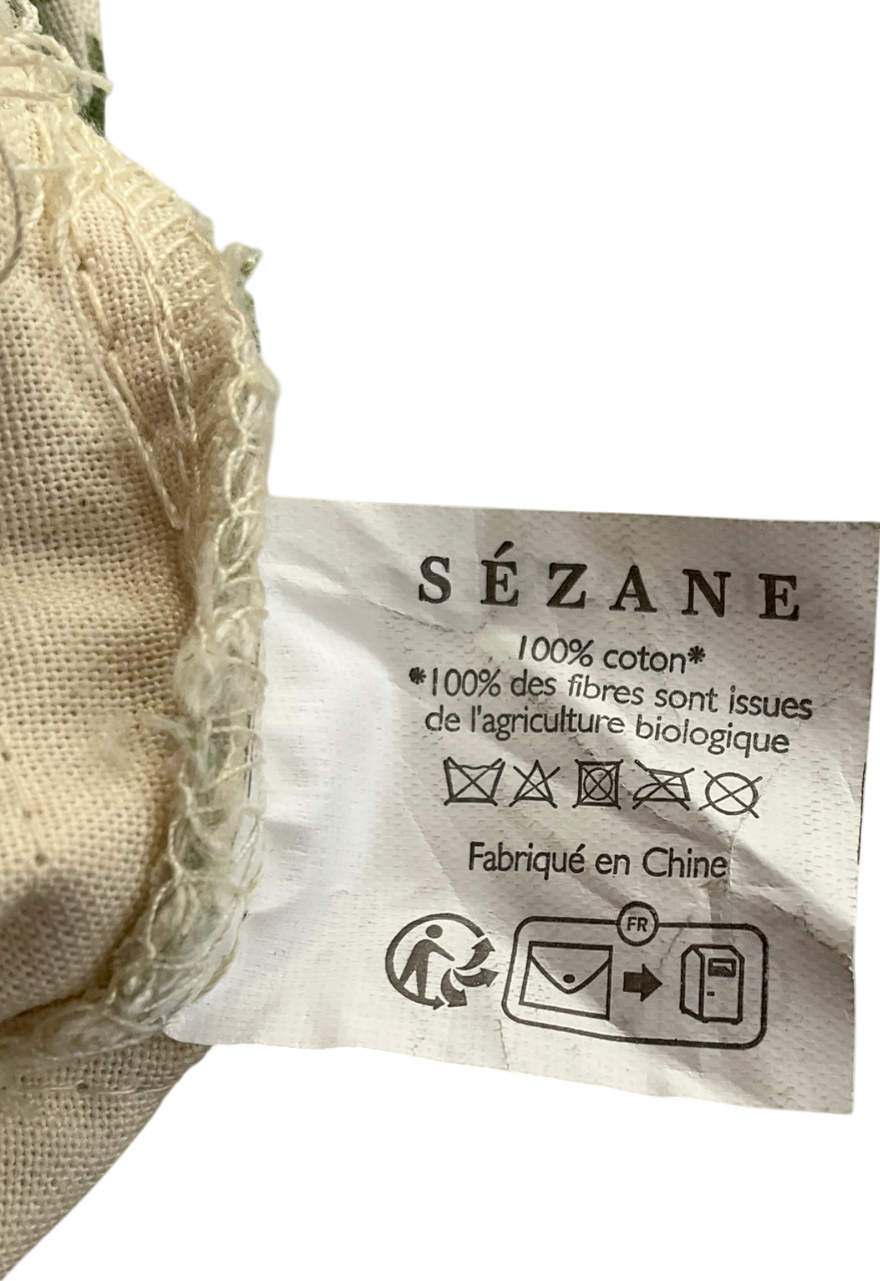 SÉZANE
100% coton*
*100% des fibres sont issues
de l'agriculture biologique
Fabriqué en Chine
FR